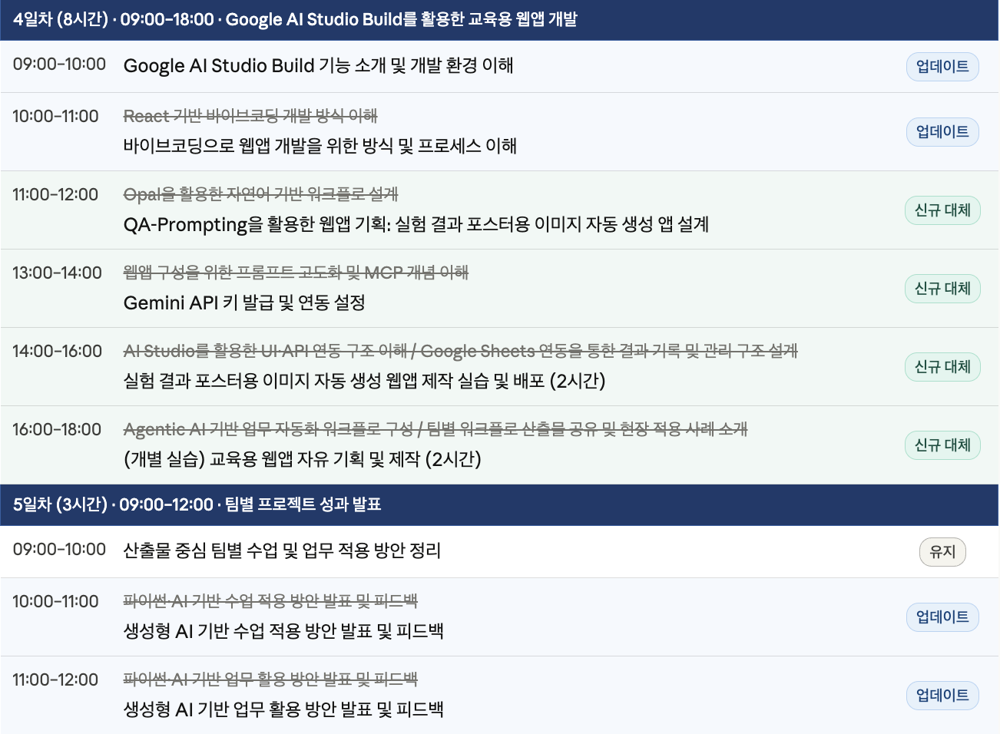 4일차 (8시간) · 09:00–18:00 · Google AI Studio Build를 활용한 교육용 웹앱 개발
09:00–10:00 Google AI Studio Build 기능 소개 및 개발 환경 이해 업데이트
10:00–11:00 React 기반 바이브코딩 개발 방식 이해
바이브코딩으로 웹앱 개발을 위한 방식 및 프로세스 이해 업데이트
11:00–12:00 Opal을 활용한 자연어 기반 워크플로 설계
QA-Prompting을 활용한 웹앱 기획: 실험 결과 포스터용 이미지 자동 생성 앱 설계 신규 대체
13:00–14:00 웹앱 구성을 위한 프롬프트 고도화 및 MCP 개념 이해
Gemini API 키 발급 및 연동 설정 신규 대체
14:00–16:00 AI Studio를 활용한 UI·API 연동 구조 이해 / Google Sheets 연동을 통한 결과 기록 및 관리 구조 설계
실험 결과 포스터용 이미지 자동 생성 웹앱 제작 실습 및 배포 (2시간) 신규 대체
16:00–18:00 Agentic AI 기반 업무 자동화 워크플로 구성 / 팀별 워크플로 산출물 공유 및 현장 적용 사례 소개
(개별 실습) 교육용 웹앱 자유 기획 및 제작 (2시간) 신규 대체
5일차 (3시간) · 09:00–12:00 · 팀별 프로젝트 성과 발표
09:00–10:00 산출물 중심 팀별 수업 및 업무 적용 방안 정리 유지
10:00–11:00 파이썬·AI 기반 수업 적용 방안 발표 및 피드백
생성형 AI 기반 수업 적용 방안 발표 및 피드백 업데이트
11:00–12:00 파이썬·AI 기반 업무 활용 방안 발표 및 피드백
생성형 AI 기반 업무 활용 방안 발표 및 피드백 업데이트